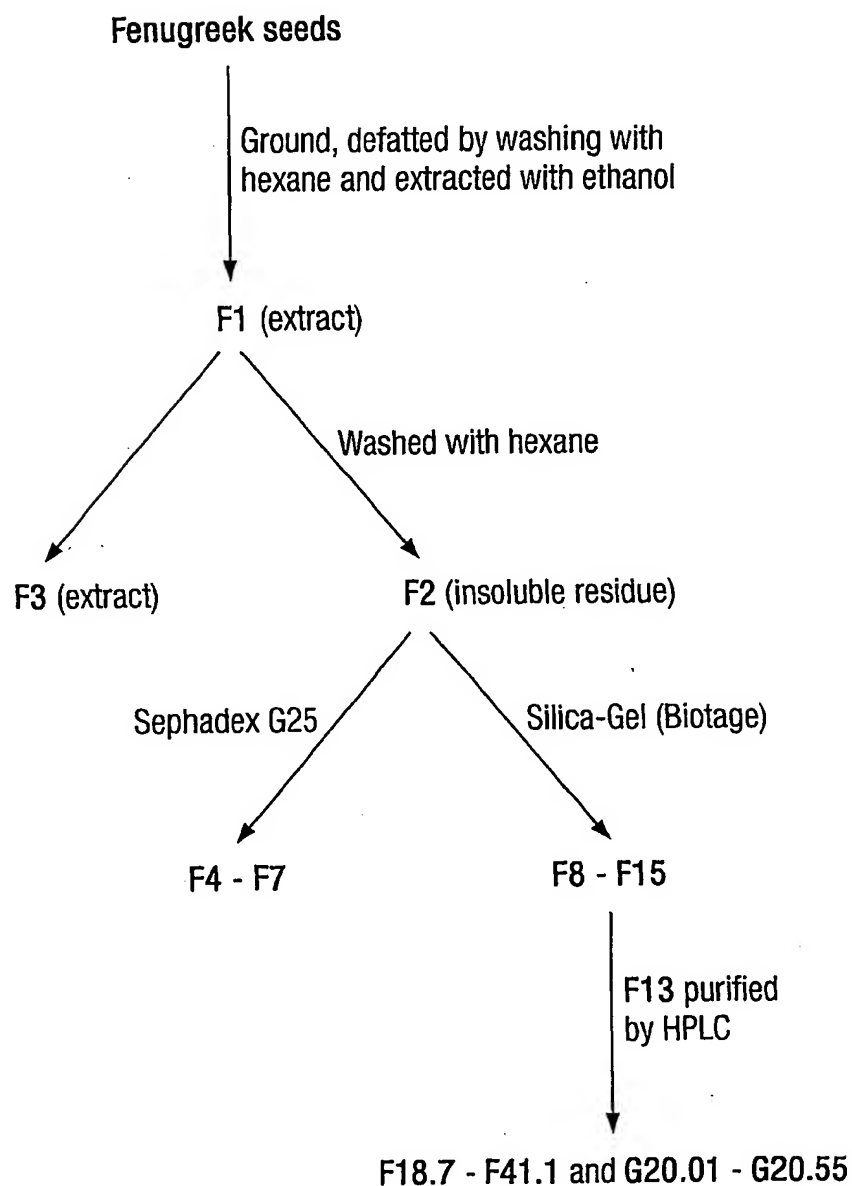 Fenugreek seeds
Ground, defatted by washing with
hexane and extracted with ethanol
F1 (extract)
Washed with hexane
F3 (extract)
F2 (insoluble residue)
Sephadex G25
Silica-Gel (Biotage)
F4 - F7
F8 - F15
F13 purified
by HPLC
F18.7 - F41.1 and G20.01 - G20.55